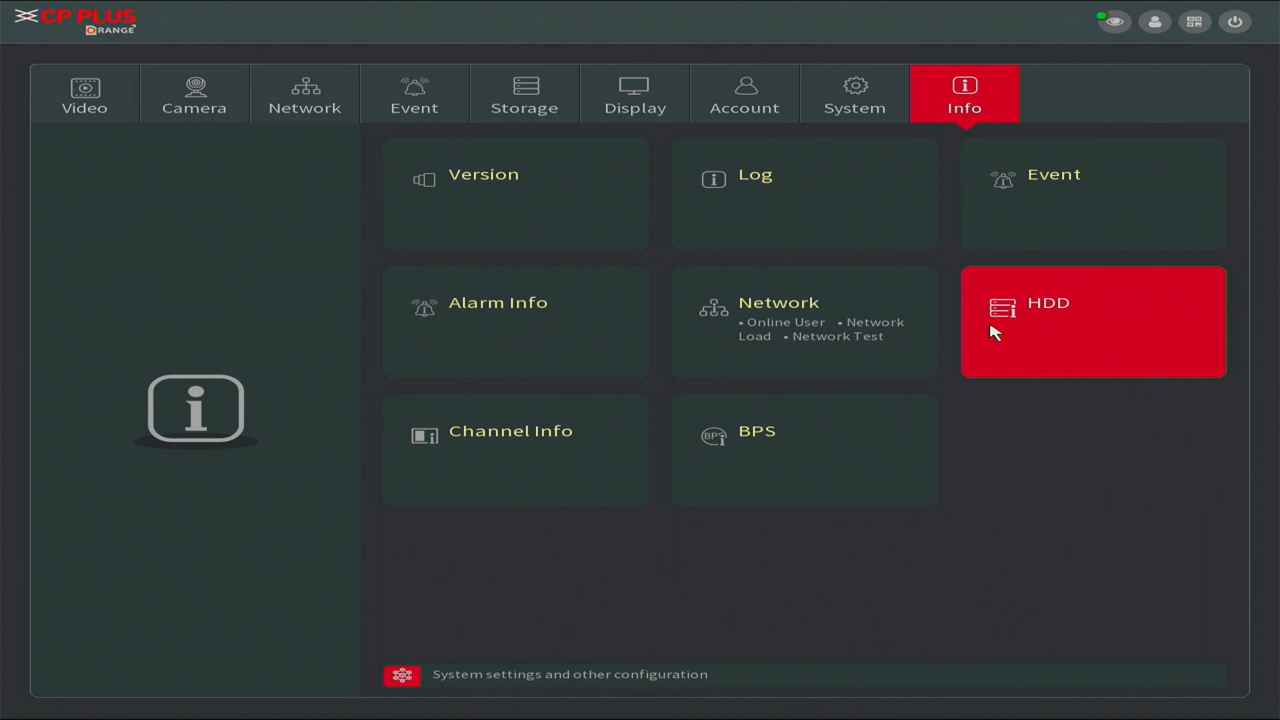 CP PLUS
ORANGE
Video
Camera
Network
Event
Storage
Display
Account
System
Info
Version
Log
Event
Alarm Info
Network
• Online User • Network
Load • Network Test
HDD
Channel Info
BPS
BPS
System settings and other configuration